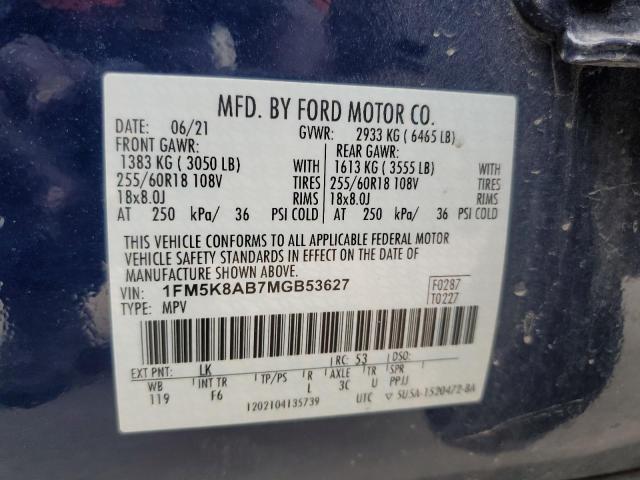 MFD. BY FORD MOTOR CO.
DATE: 06/21 GVWR: 2933 KG ( 6465 LB)
FRONT GAWR: REAR GAWR:
1383 KG ( 3050 LB) WITH 1613 KG ( 3555 LB) WITH
255/60R18 108V TIRES 255/60R18 108V TIRES
18x8.0J RIMS 18x8.0J RIMS
AT 250 kPa/ 36 PSI COLD AT 250 kPa/ 36 PSI COLD
THIS VEHICLE CONFORMS TO ALL APPLICABLE FEDERAL MOTOR
VEHICLE SAFETY STANDARDS IN EFFECT ON THE DATE OF
MANUFACTURE SHOWN ABOVE.
VIN: 1FM5K8AB7MGB53627 F0287
TYPE: MPV T0227
EXT PNT: LK RC: 53 DSO:
WB INT TR TP/PS R AXLE TR SPR
119 F6 L 3C U PPJJ
1202104135739 UTC ▽ 5USA-1520472-BA